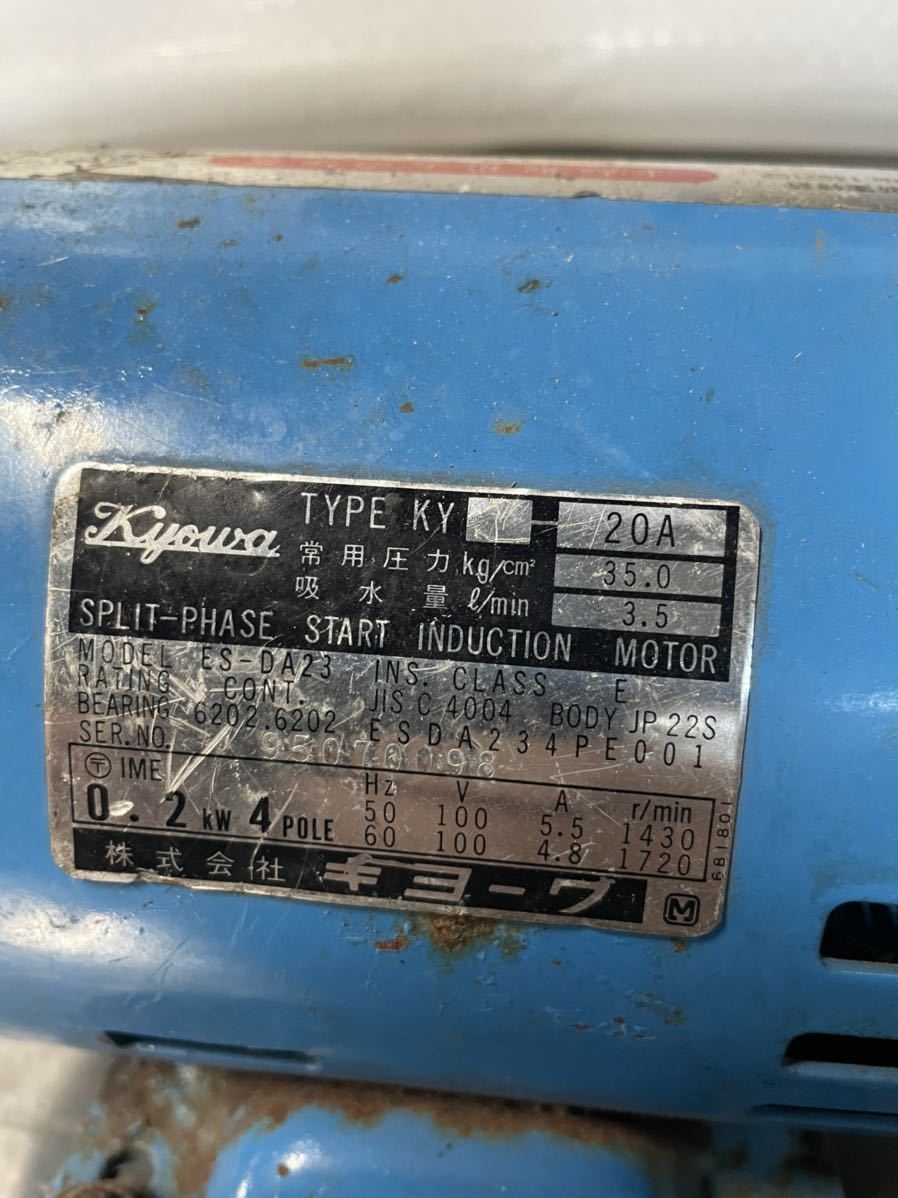 Kyowa
TYPE KY - 20A
常用圧力 kg/cm² 35.0
吸水量 ℓ/min 3.5
SPLIT-PHASE START INDUCTION MOTOR
MODEL ES-DA23 INS. CLASS E
RATING CONT. JIS C 4004 BODY JP 22S
BEARING 6202.6202 ESDA234PE001
SER.NO. 95070098
〒 IME Hz V A r/min
0.2 kW 4 POLE 50 100 5.5 1430
60 100 4.8 1720
681801
株式会社 キョーワ
M